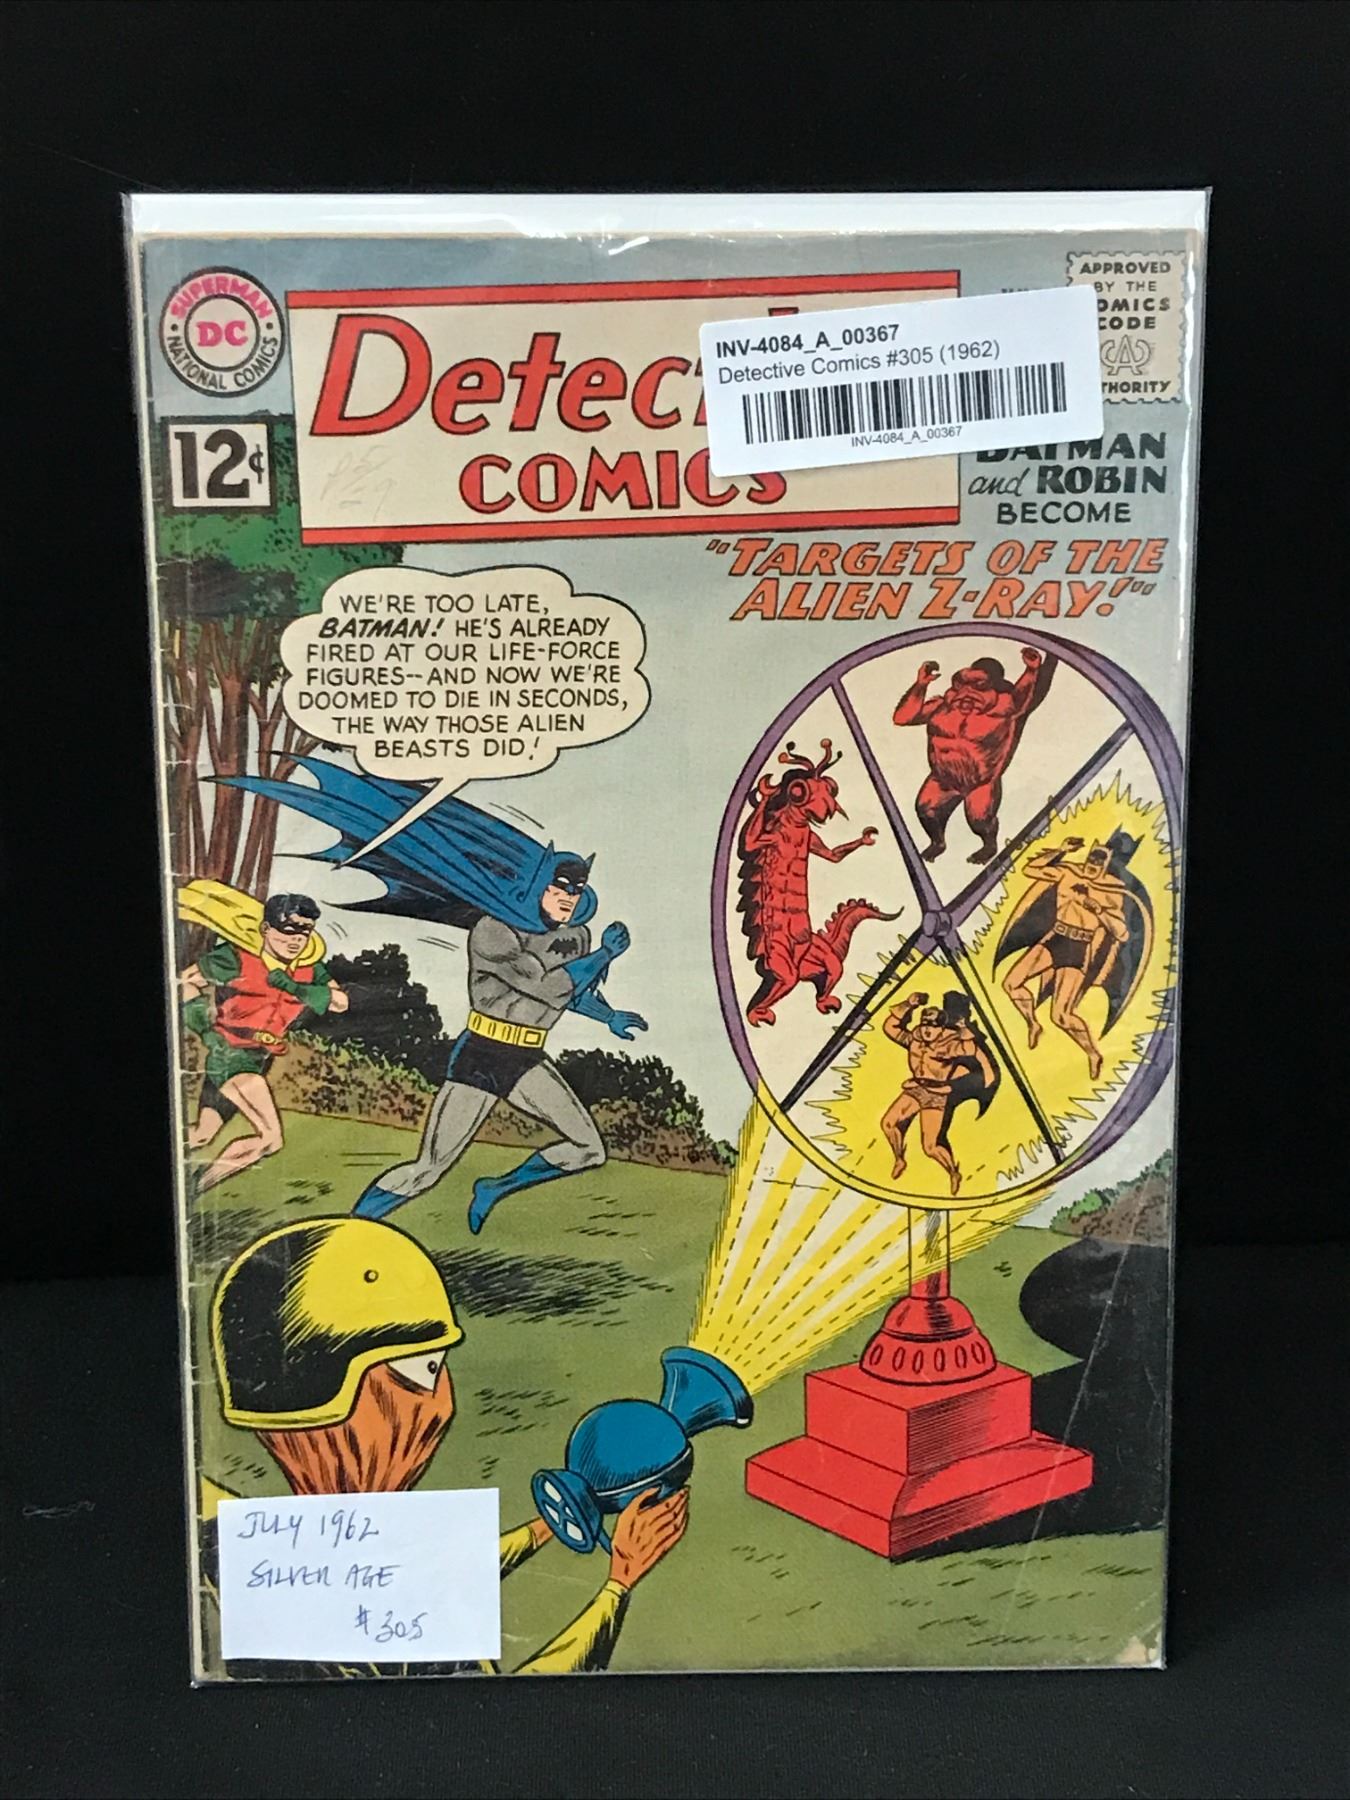 SUPERMAN
DC
NATIONAL COMICS
APPROVED
BY THE
OMICS
CODE
CA
THORITY
INV-4084_A_00367
Detective Comics #305 (1962)
INV-4084_A_00367
Detec
COMICS
12¢
BATMAN
and ROBIN
BECOME
"TARGETS OF THE
ALIEN Z-RAY!"
WE'RE TOO LATE,
BATMAN! HE'S ALREADY
FIRED AT OUR LIFE-FORCE
FIGURES--AND NOW WE'RE
DOOMED TO DIE IN SECONDS,
THE WAY THOSE ALIEN
BEASTS DID!
JULY 1962
SILVER AGE
#305